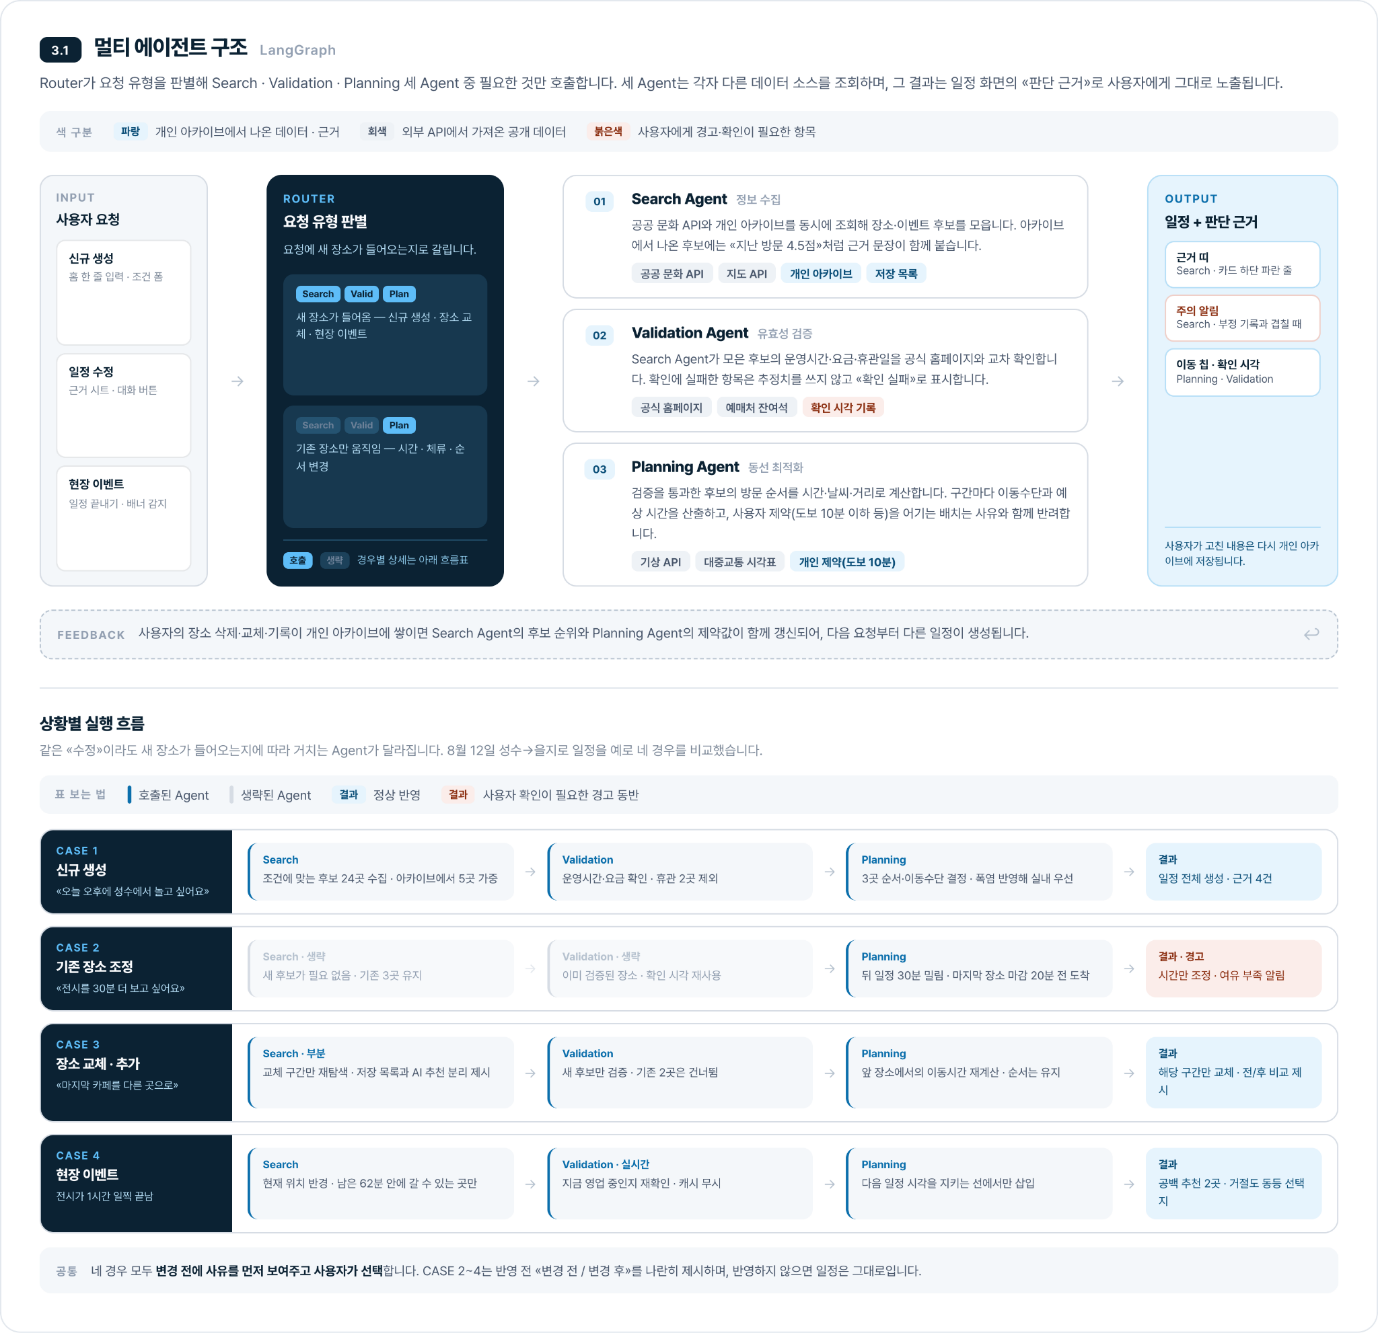 3.1 멀티 에이전트 구조 LangGraph
Router가 요청 유형을 판별해 Search · Validation · Planning 세 Agent 중 필요한 것만 호출합니다. 세 Agent는 각자 다른 데이터 소스를 조회하며, 그 결과는 일정 화면의 «판단 근거»로 사용자에게 그대로 노출됩니다.
색 구분 파랑 개인 아카이브에서 나온 데이터 · 근거 회색 외부 API에서 가져온 공개 데이터 붉은색 사용자에게 경고·확인이 필요한 항목
INPUT
사용자 요청
신규 생성
홈 한 줄 입력 · 조건 폼
일정 수정
근거 시트 · 대화 버튼
현장 이벤트
일정 끝내기 · 배너 감지
→
ROUTER
요청 유형 판별
요청에 새 장소가 들어오는지로 갈립니다.
Search Valid Plan
새 장소가 들어옴 — 신규 생성 · 장소 교
체 · 현장 이벤트
Search Valid Plan
기존 장소만 움직임 — 시간 · 체류 · 순
서 변경
호출 생략 경우별 상세는 아래 흐름표
→
01 Search Agent 정보 수집
공공 문화 API와 개인 아카이브를 동시에 조회해 장소·이벤트 후보를 모읍니다. 아카이브
에서 나온 후보에는 «지난 방문 4.5점»처럼 근거 문장이 함께 붙습니다.
공공 문화 API 지도 API 개인 아카이브 저장 목록
02 Validation Agent 유효성 검증
Search Agent가 모은 후보의 운영시간·요금·휴관일을 공식 홈페이지와 교차 확인합니
다. 확인에 실패한 항목은 추정치를 쓰지 않고 «확인 실패»로 표시합니다.
공식 홈페이지 예매처 잔여석 확인 시각 기록
03 Planning Agent 동선 최적화
검증을 통과한 후보의 방문 순서를 시간·날씨·거리로 계산합니다. 구간마다 이동수단과 예
상 시간을 산출하고, 사용자 제약(도보 10분 이하 등)을 어기는 배치는 사유와 함께 반려합
니다.
기상 API 대중교통 시각표 개인 제약(도보 10분)
→
OUTPUT
일정 + 판단 근거
근거 띠
Search · 카드 하단 파란 줄
주의 알림
Search · 부정 기록과 겹칠 때
이동 칩 · 확인 시각
Planning · Validation
사용자가 고친 내용은 다시 개인 아카
이브에 저장됩니다.
FEEDBACK 사용자의 장소 삭제·교체·기록이 개인 아카이브에 쌓이면 Search Agent의 후보 순위와 Planning Agent의 제약값이 함께 갱신되어, 다음 요청부터 다른 일정이 생성됩니다. ↩
상황별 실행 흐름
같은 «수정»이라도 새 장소가 들어오는지에 따라 거치는 Agent가 달라집니다. 8월 12일 성수→을지로 일정을 예로 네 경우를 비교했습니다.
표 보는 법 호출된 Agent 생략된 Agent 결과 정상 반영 결과 사용자 확인이 필요한 경고 동반
CASE 1
신규 생성
«오늘 오후에 성수에서 놀고 싶어요»
Search
조건에 맞는 후보 24곳 수집 · 아카이브에서 5곳 가중
→
Validation
운영시간·요금 확인 · 휴관 2곳 제외
→
Planning
3곳 순서·이동수단 결정 · 폭염 반영해 실내 우선
→
결과
일정 전체 생성 · 근거 4건
CASE 2
기존 장소 조정
«전시를 30분 더 보고 싶어요»
Search · 생략
새 후보가 필요 없음 · 기존 3곳 유지
→
Validation · 생략
이미 검증된 장소 · 확인 시각 재사용
→
Planning
뒤 일정 30분 밀림 · 마지막 장소 마감 20분 전 도착
→
결과 · 경고
시간만 조정 · 여유 부족 알림
CASE 3
장소 교체 · 추가
«마지막 카페를 다른 곳으로»
Search · 부분
교체 구간만 재탐색 · 저장 목록과 AI 추천 분리 제시
→
Validation
새 후보만 검증 · 기존 2곳은 건너뜀
→
Planning
앞 장소에서의 이동시간 재계산 · 순서는 유지
→
결과
해당 구간만 교체 · 전/후 비교 제
시
CASE 4
현장 이벤트
전시가 1시간 일찍 끝남
Search
현재 위치 반경 · 남은 62분 안에 갈 수 있는 곳만
→
Validation · 실시간
지금 영업 중인지 재확인 · 캐시 무시
→
Planning
다음 일정 시각을 지키는 선에서만 삽입
→
결과
공백 추천 2곳 · 거절도 동등 선택
지
공통 네 경우 모두 변경 전에 사유를 먼저 보여주고 사용자가 선택합니다. CASE 2~4는 반영 전 «변경 전 / 변경 후»를 나란히 제시하며, 반영하지 않으면 일정은 그대로입니다.